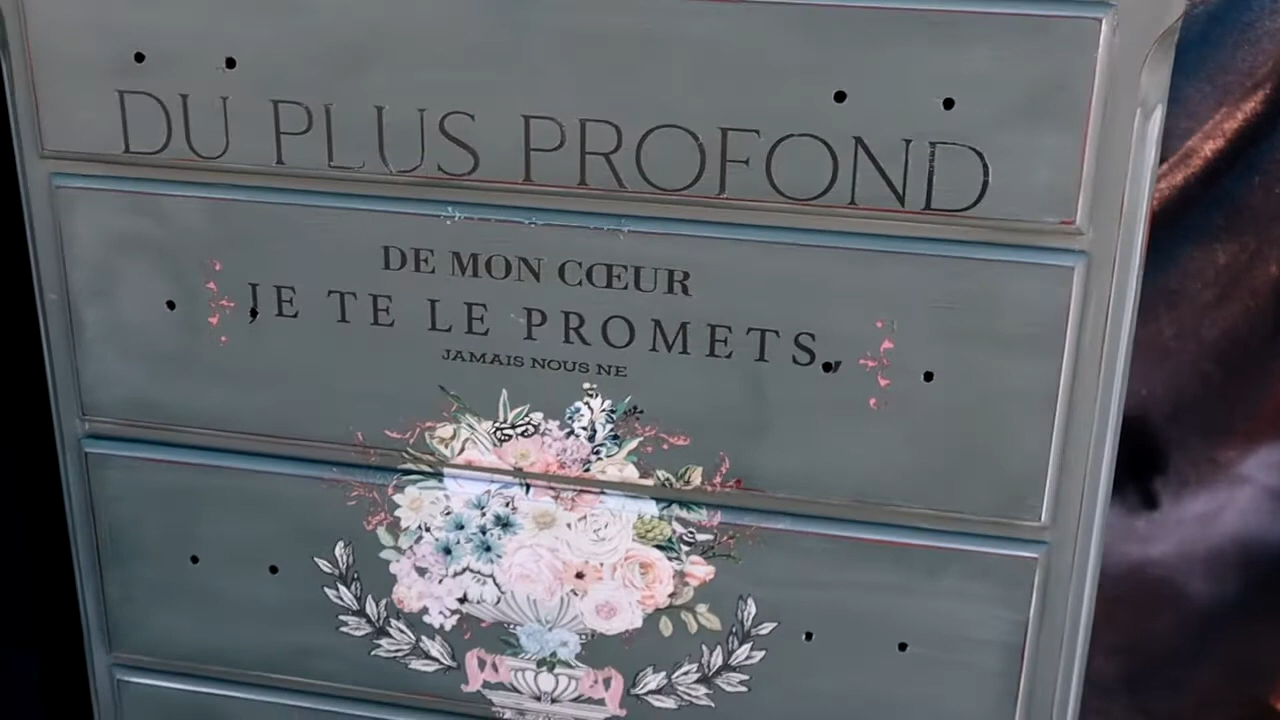 DU PLUS PROFOND
DE MON CŒUR
JE TE LE PROMETS,,
JAMAIS NOUS NE